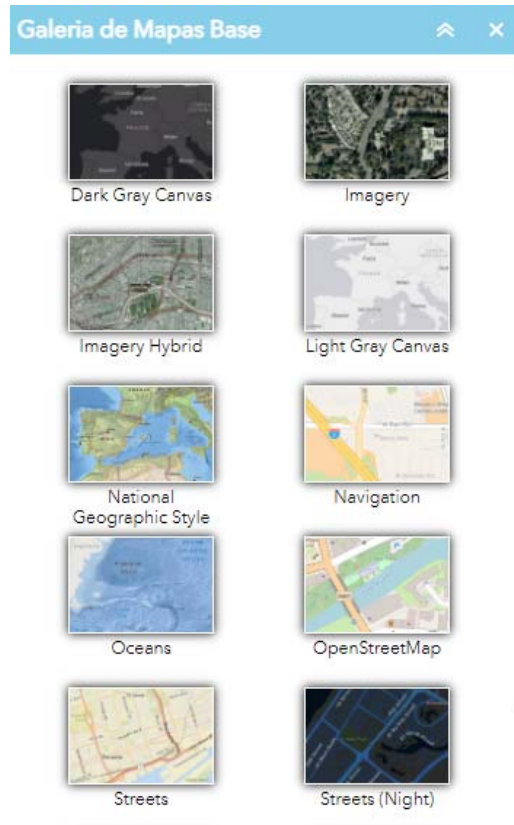 Galeria de Mapas Base
Dark Gray Canvas
Imagery
Imagery Hybrid
Light Gray Canvas
National
Geographic Style
Navigation
Oceans
OpenStreetMap
Streets
Streets (Night)